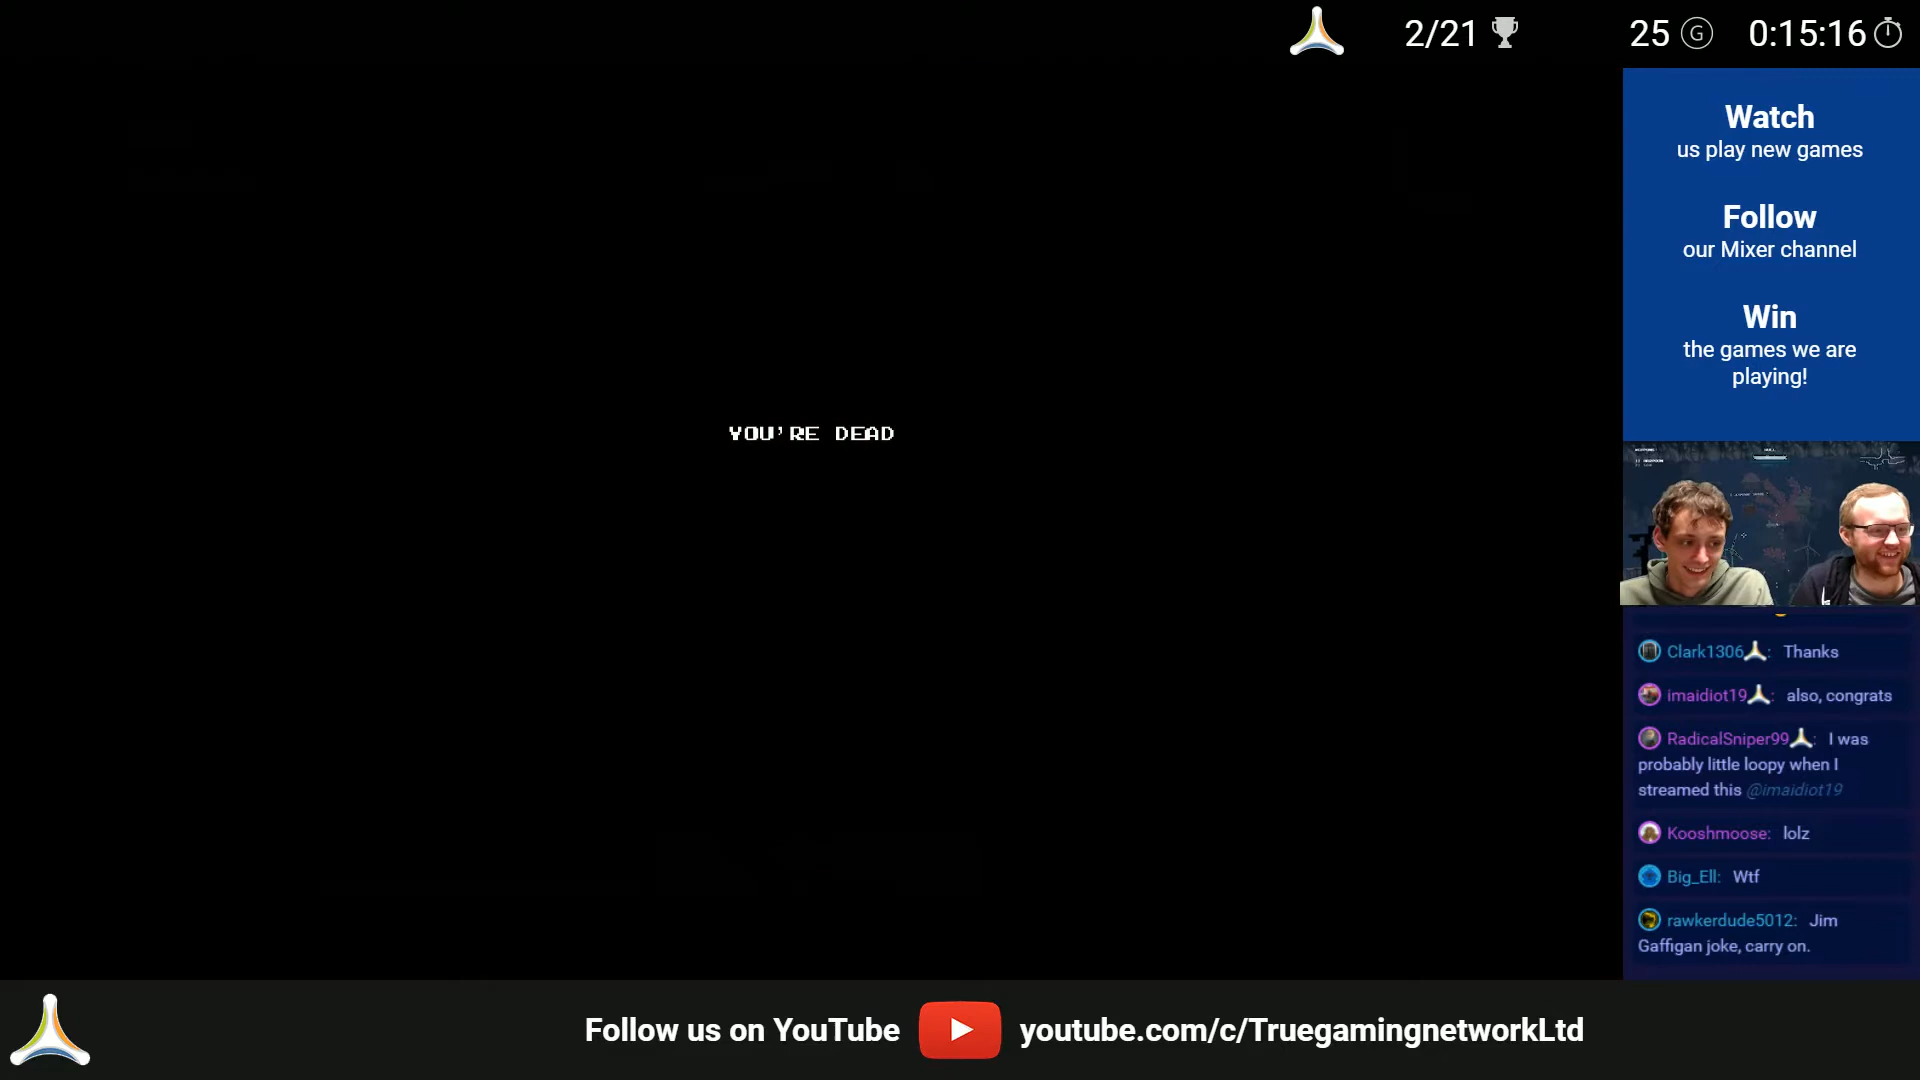 2/21
25 G 0:15:16
Watch
us play new games
Follow
our Mixer channel
Win
the games we are
playing!
YOU'RE DEAD
Clark1306: Thanks
imaidiot19: also, congrats
RadicalSniper99: I was
probably little loopy when I
streamed this @imaidiot19
Kooshmoose: lolz
Big_Ell: Wtf
rawkerdude5012: Jim
Gaffigan joke, carry on.
Follow us on YouTube youtube.com/c/TruegamingnetworkLtd